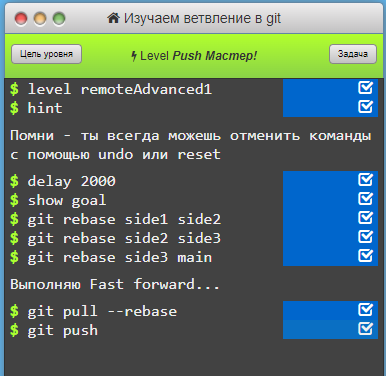 Изучаем ветвление в git
Цель уровня
Level Push Мастер!
Задача
$ level remoteAdvanced1
$ hint
Помни - ты всегда можешь отменить команды
с помощью undo или reset
$ delay 2000
$ show goal
$ git rebase side1 side2
$ git rebase side2 side3
$ git rebase side3 main
Выполняю Fast forward...
$ git pull --rebase
$ git push